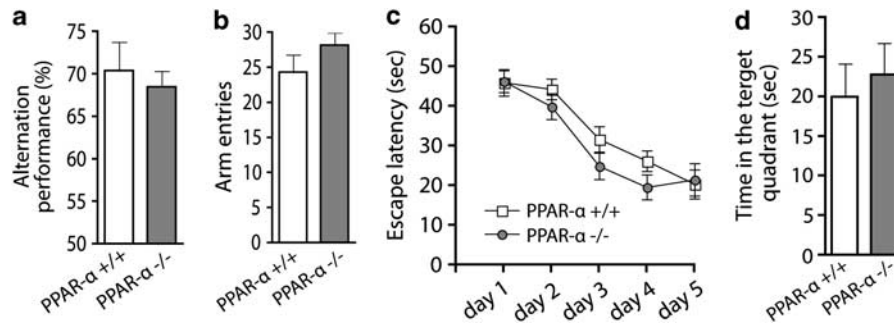 a
Alternation
performance (%)
75
70
65
60
55
50
PPAR-α +/+
PPAR-α -/-
b
Arm entries
30
25
20
15
10
5
0
PPAR-α +/+
PPAR-α -/-
c
Escape latency (sec)
60
50
40
30
20
10
0
PPAR-α +/+
PPAR-α -/-
day 1
day 2
day 3
day 4
day 5
d
Time in the terget
quadrant (sec)
30
25
20
15
10
5
0
PPAR-α +/+
PPAR-α -/-